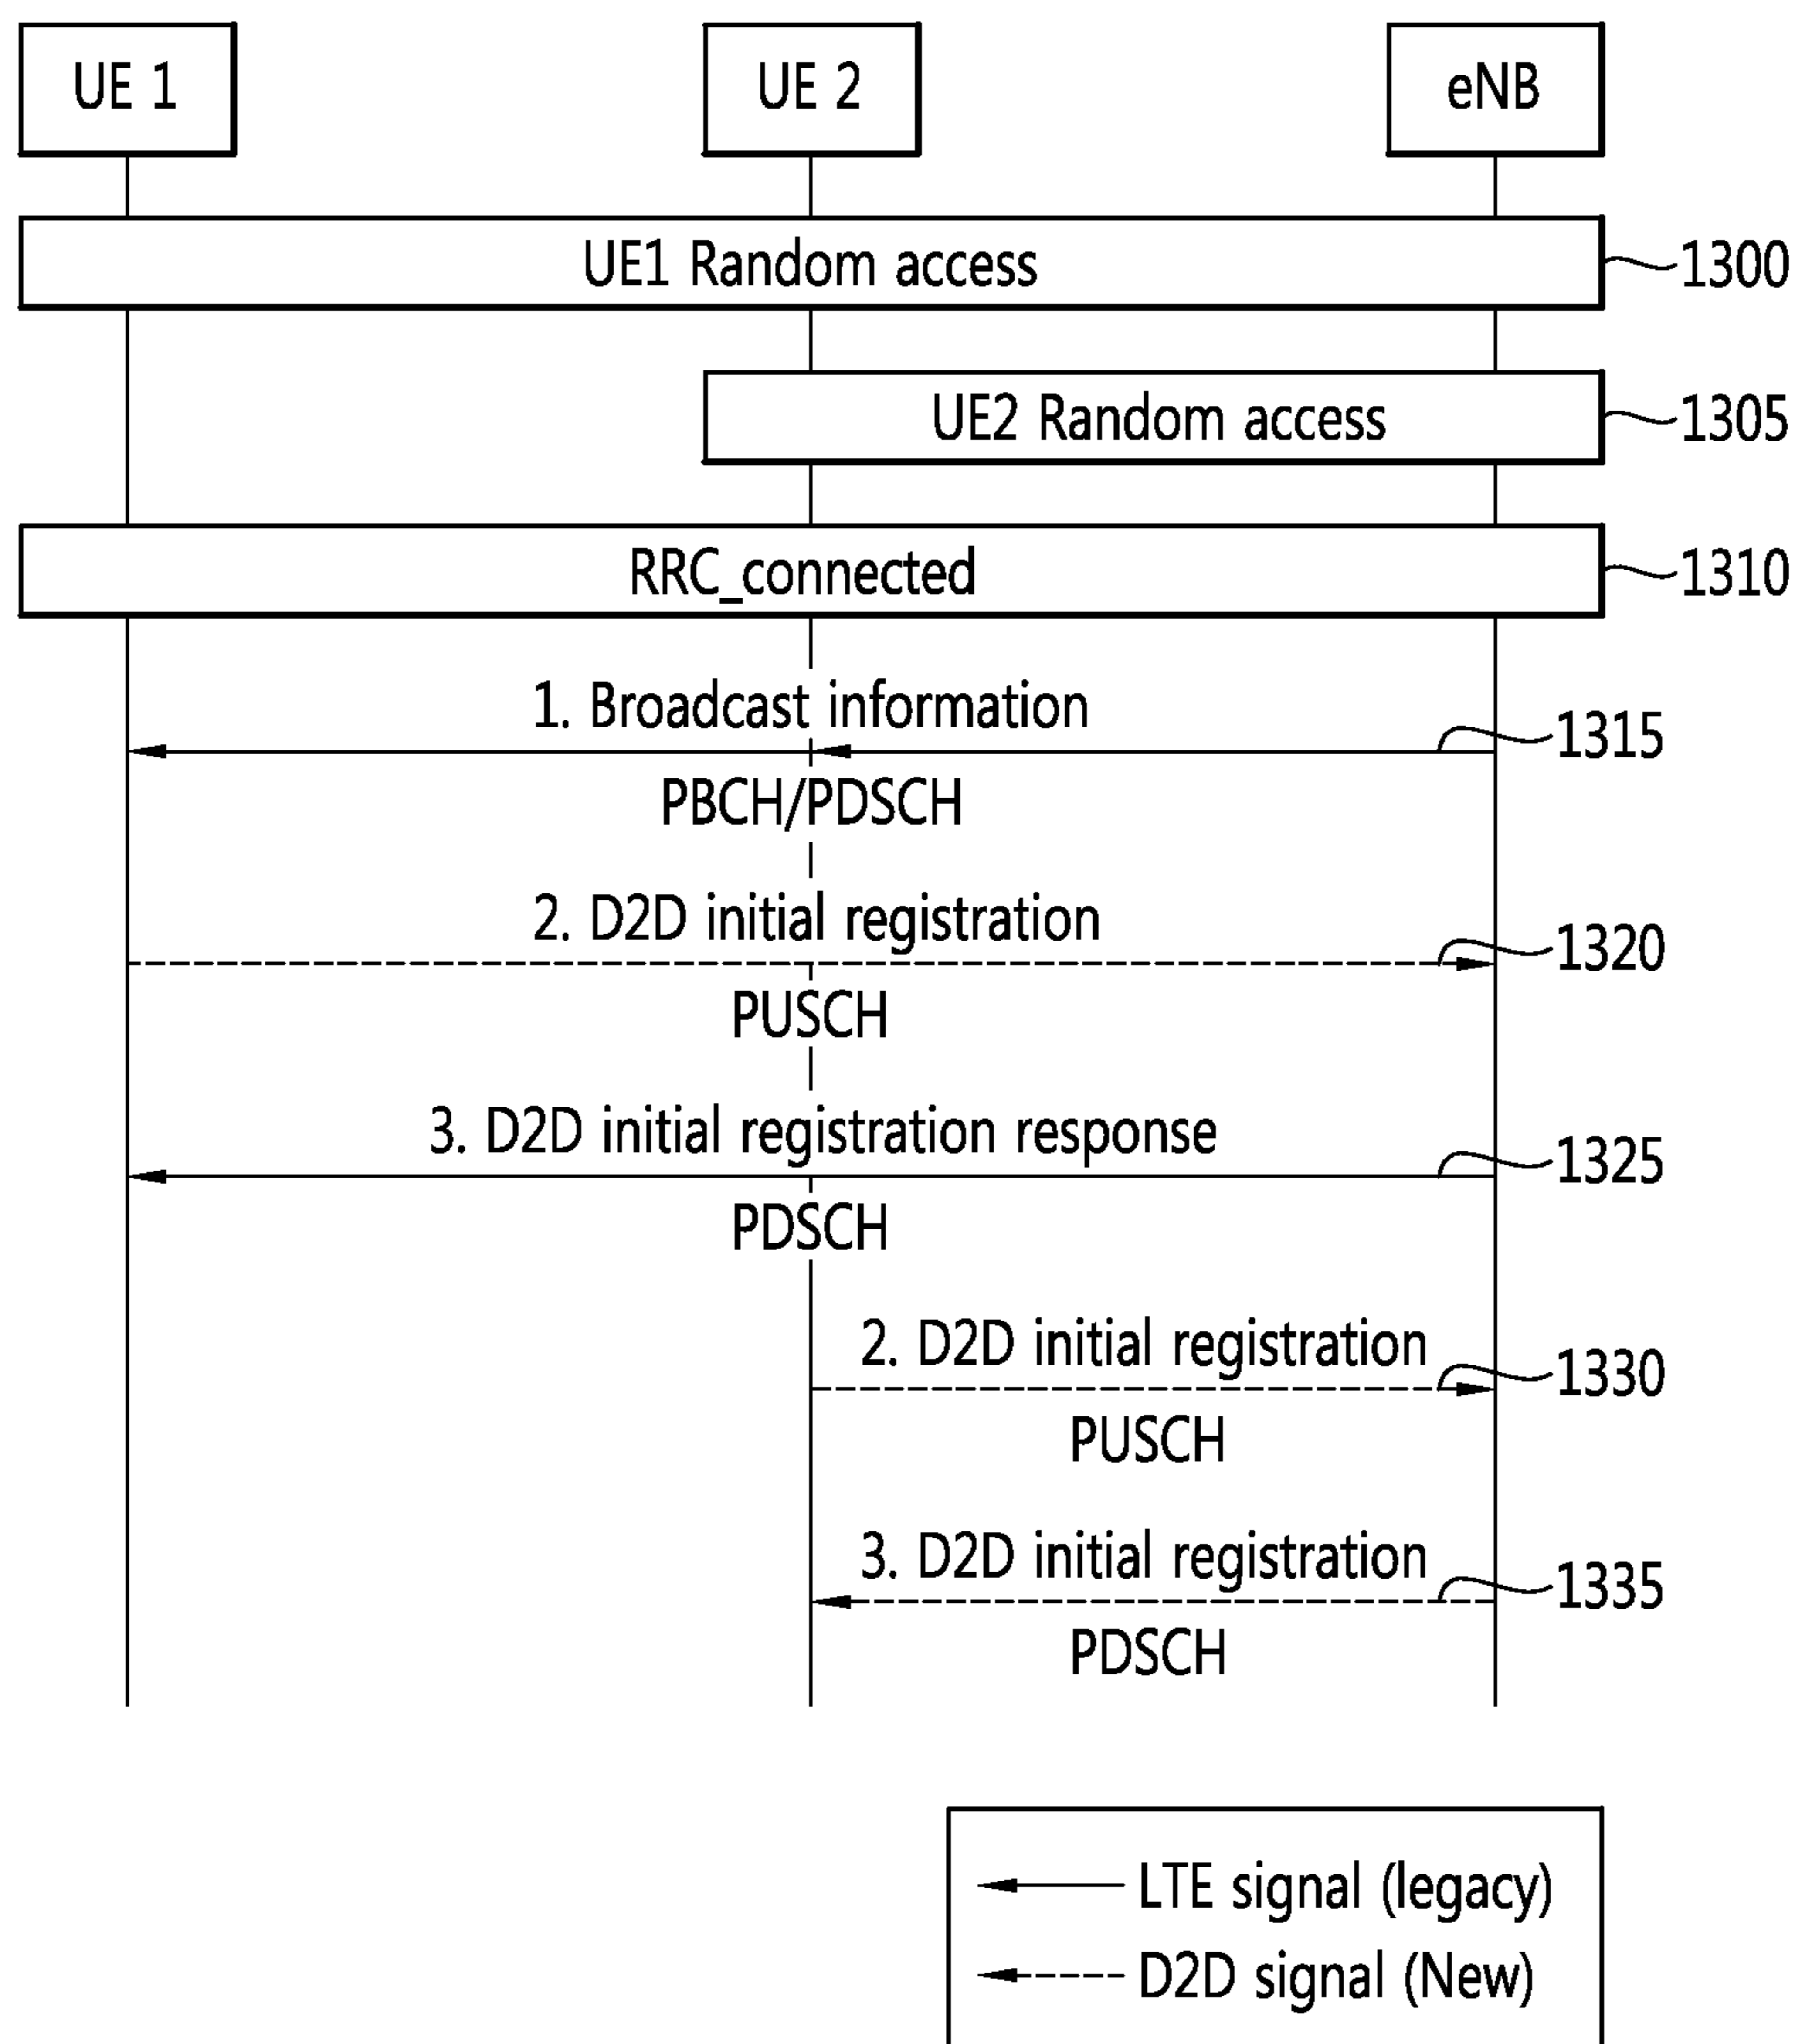 UE 1
UE 2
eNB
UE1 Random access
1300
UE2 Random access
1305
RRC_connected
1310
1. Broadcast information
1315
PBCH/PDSCH
2. D2D initial registration
1320
PUSCH
3. D2D initial registration response
1325
PDSCH
2. D2D initial registration
1330
PUSCH
3. D2D initial registration
1335
PDSCH
LTE signal (legacy)
D2D signal (New)